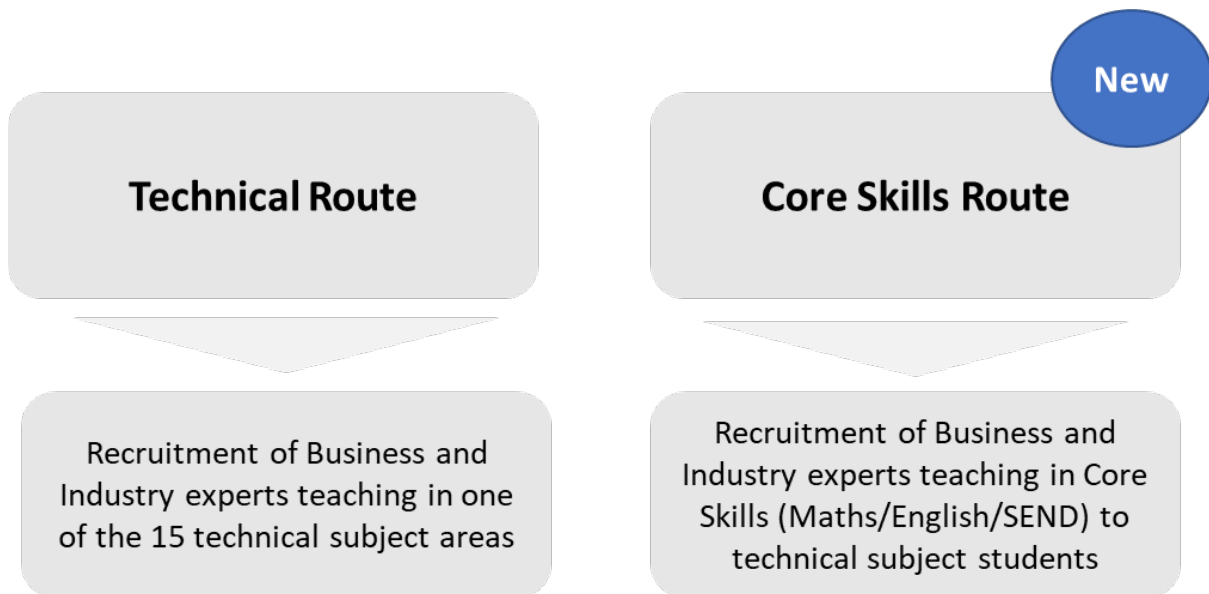 New
Technical Route
Core Skills Route
Recruitment of Business and
Industry experts teaching in one
of the 15 technical subject areas
Recruitment of Business and
Industry experts teaching in Core
Skills (Maths/English/SEND) to
technical subject students